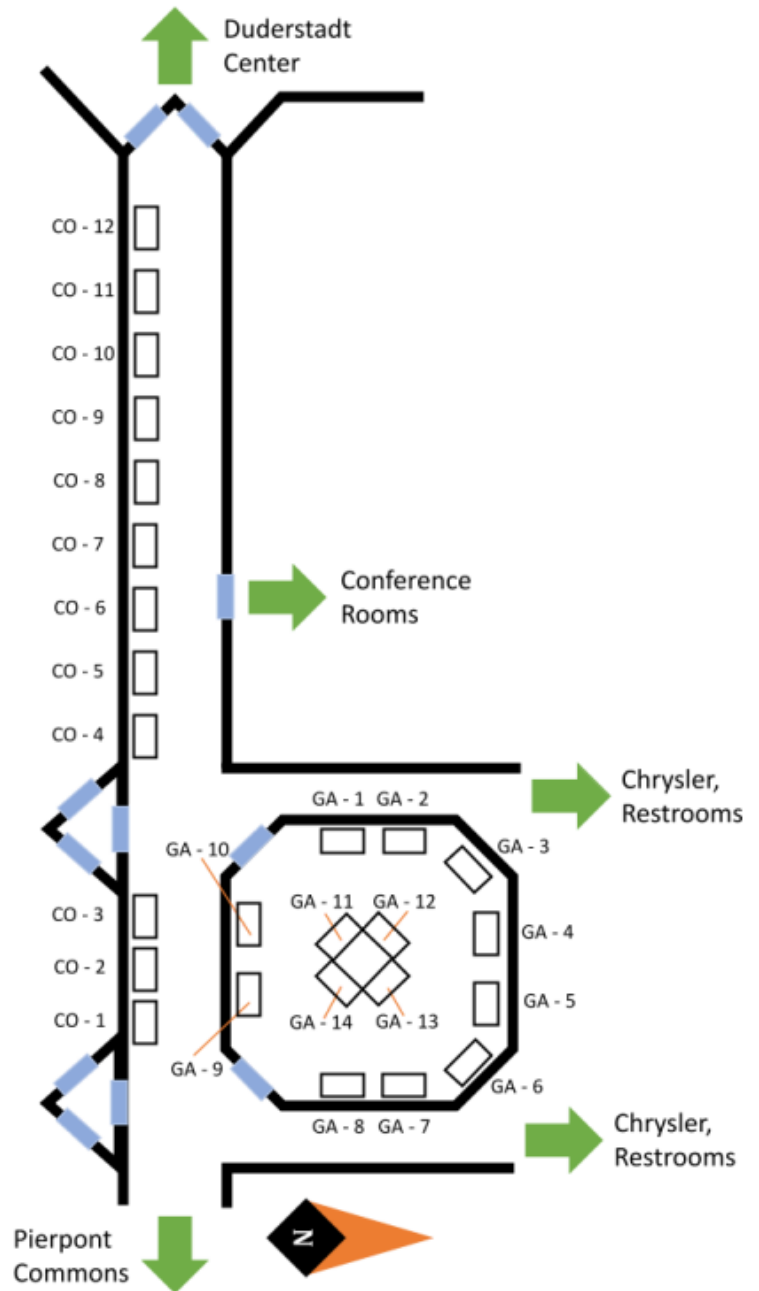 Duderstadt
Center
CO - 12
CO - 11
CO - 10
CO - 9
CO - 8
CO - 7
Conference
Rooms
CO - 6
CO - 5
CO - 4
Chrysler,
Restrooms
GA - 1 GA - 2
GA - 3
GA - 10
GA - 11 GA - 12
CO - 3
GA - 4
CO - 2
GA - 5
CO - 1
GA - 14 GA - 13
GA - 9
GA - 6
GA - 8 GA - 7
Chrysler,
Restrooms
N
Pierpont
Commons